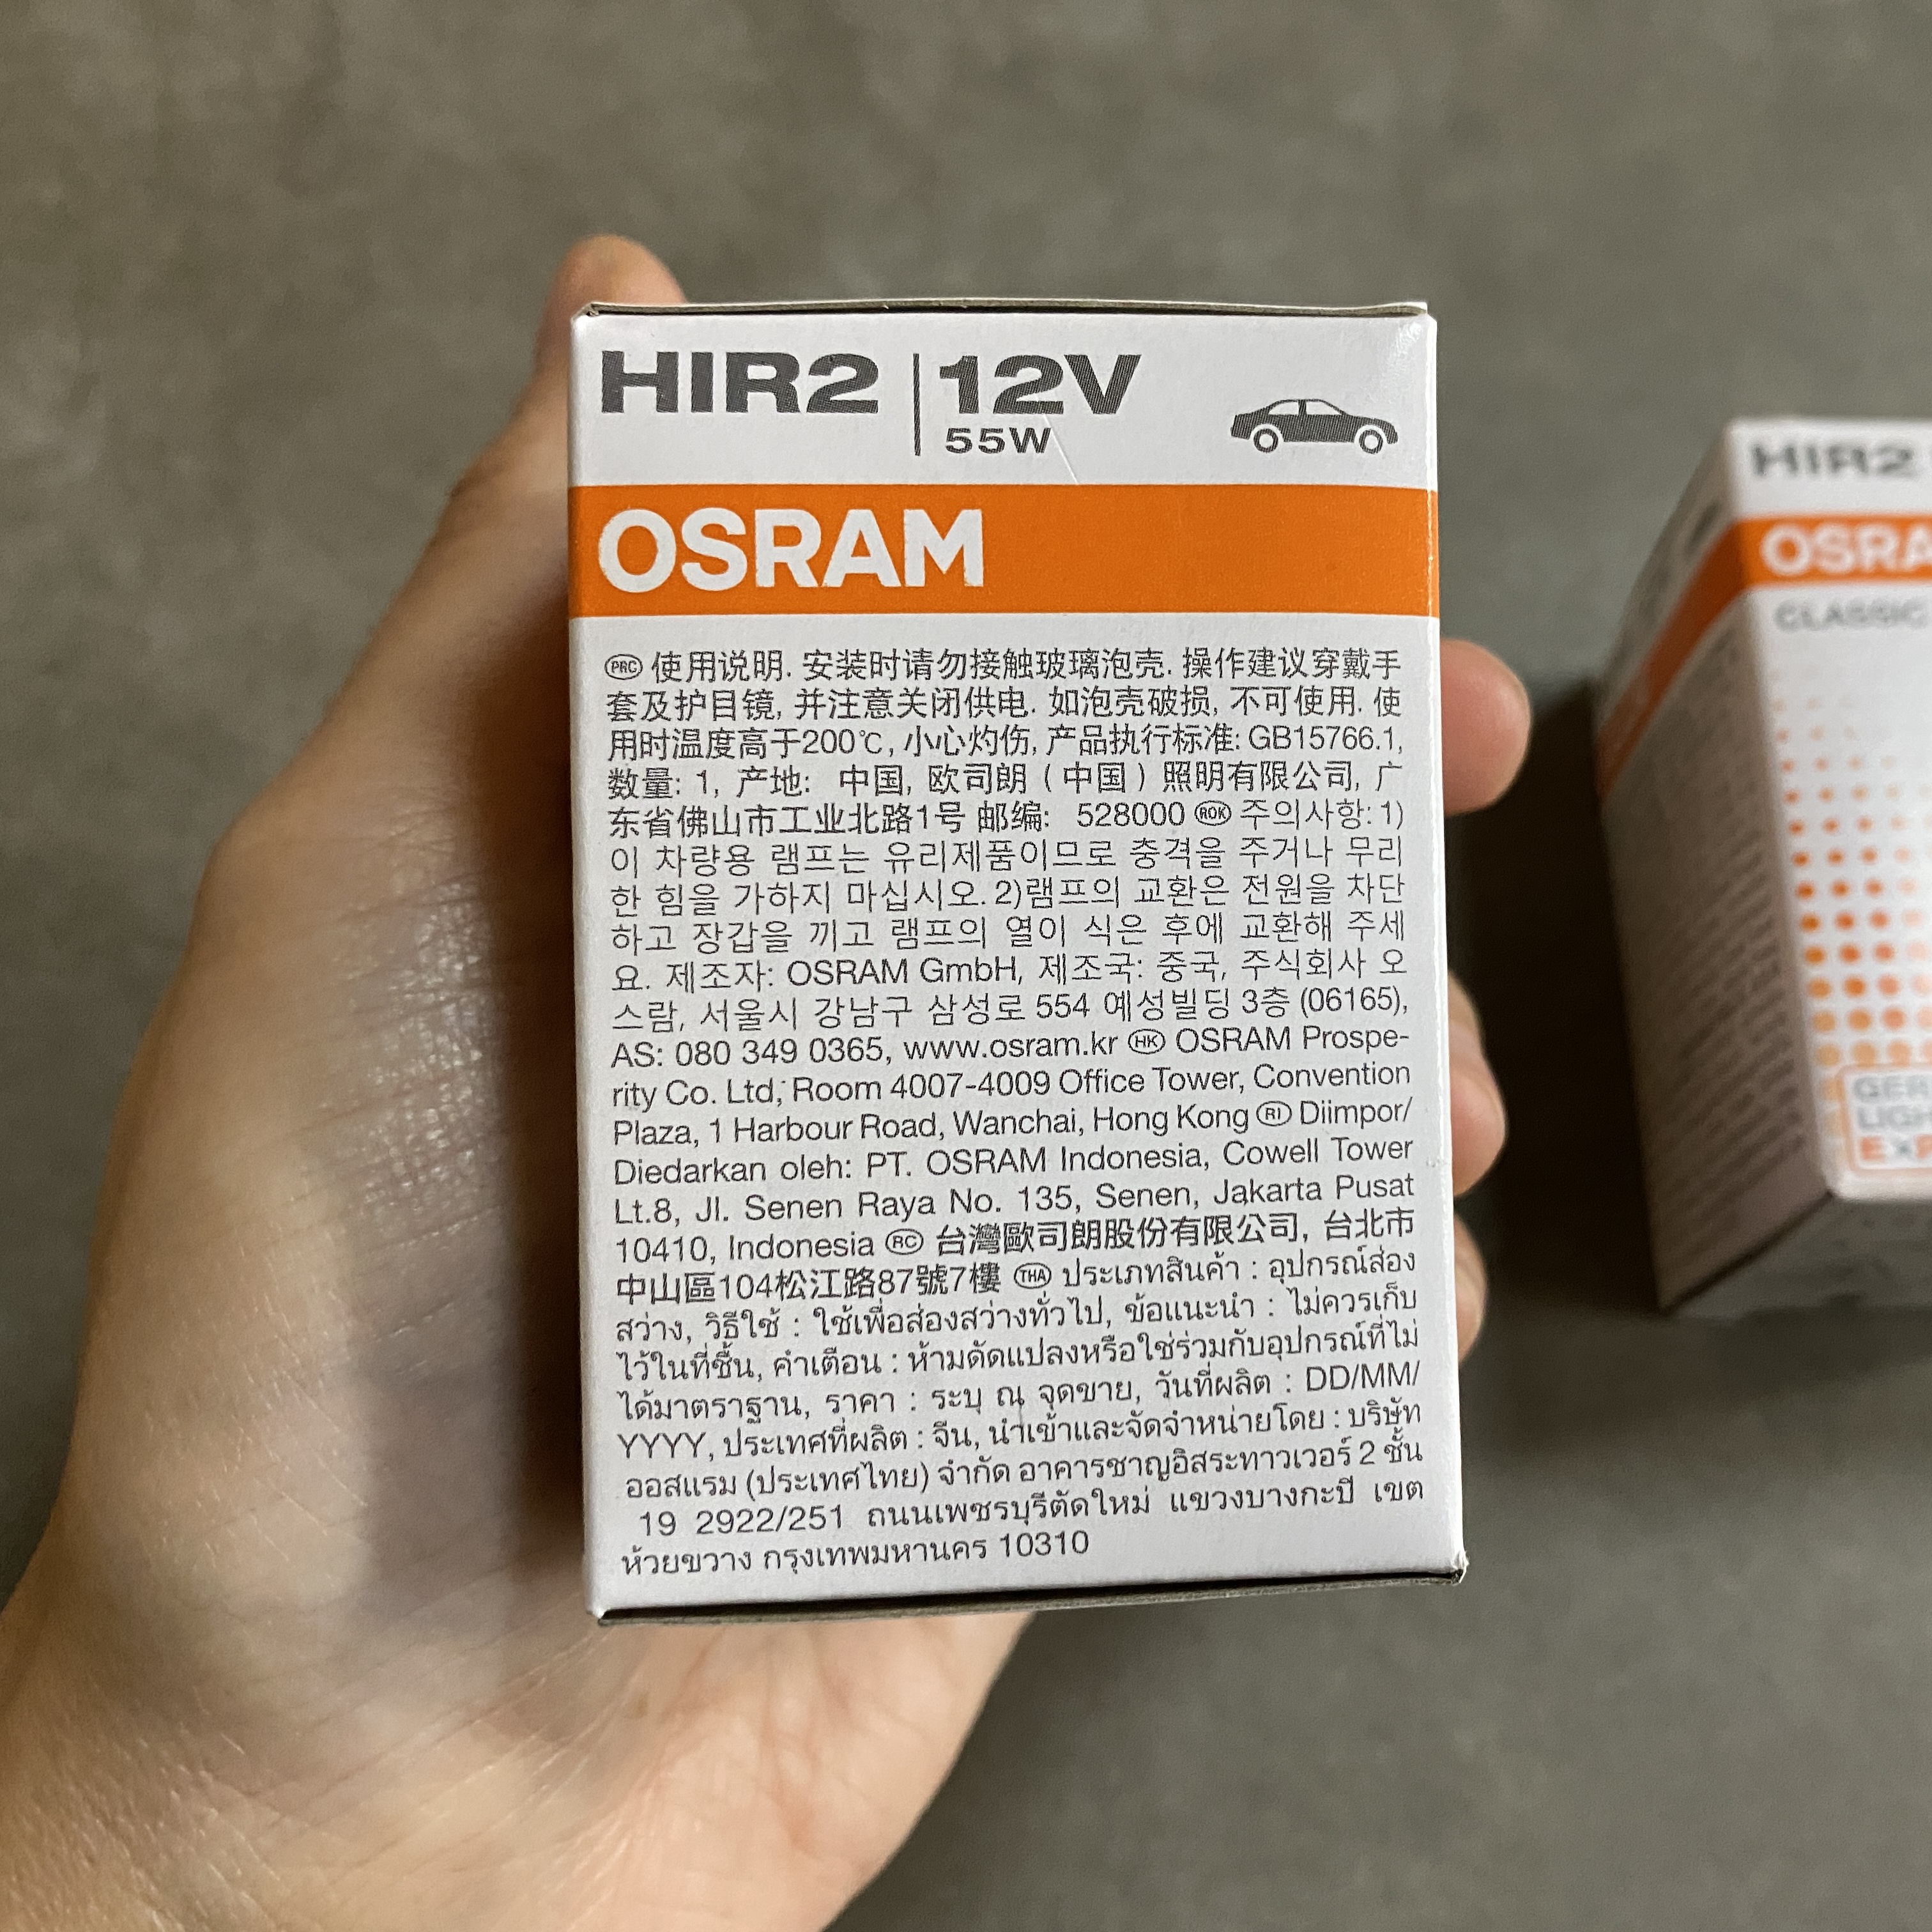 HIR2 | 12V
55W
OSRAM
PRC 使用说明. 安装时请勿接触玻璃泡壳. 操作建议穿戴手
套及护目镜, 并注意关闭供电. 如泡壳破损, 不可使用. 使
用时温度高于200℃, 小心灼伤, 产品执行标准: GB15766.1,
数量: 1, 产地: 中国, 欧司朗 ( 中国 ) 照明有限公司, 广
东省佛山市工业北路1号 邮编: 528000 ROK 주의사항: 1)
이 차량용 램프는 유리제품이므로 충격을 주거나 무리
한 힘을 가하지 마십시오. 2)램프의 교환은 전원을 차단
하고 장갑을 끼고 램프의 열이 식은 후에 교환해 주세
요. 제조자: OSRAM GmbH, 제조국: 중국, 주식회사 오
스람, 서울시 강남구 삼성로 554 예성빌딩 3층 (06165),
AS: 080 349 0365, www.osram.kr HK OSRAM Prospe-
rity Co. Ltd, Room 4007-4009 Office Tower, Convention
Plaza, 1 Harbour Road, Wanchai, Hong Kong RI Diimpor/
Diedarkan oleh: PT. OSRAM Indonesia, Cowell Tower
Lt.8, Jl. Senen Raya No. 135, Senen, Jakarta Pusat
10410, Indonesia RC 台灣歐司朗股份有限公司, 台北市
中山區104松江路87號7樓 THA ประเภทสินค้า : อุปกรณ์ส่อง
สว่าง, วิธีใช้ : ใช้เพื่อส่องสว่างทั่วไป, ข้อแนะนำ : ไม่ควรเก็บ
ไว้ในที่ชื้น, คำเตือน : ห้ามดัดแปลงหรือใช่ร่วมกับอุปกรณ์ที่ไม่
ได้มาตราฐาน, ราคา : ระบุ ณ จุดขาย, วันที่ผลิต : DD/MM/
YYYY, ประเทศที่ผลิต : จีน, นำเข้าและจัดจำหน่ายโดย : บริษัท
ออสแรม (ประเทศไทย) จำกัด อาคารชาญอิสระทาวเวอร์ 2 ชั้น
19 2922/251 ถนนเพชรบุรีตัดใหม่ แขวงบางกะปี เขต
ห้วยขวาง กรุงเทพมหานคร 10310
HIR2
OSRA
CLASSIC
GER
LIGH
EXP